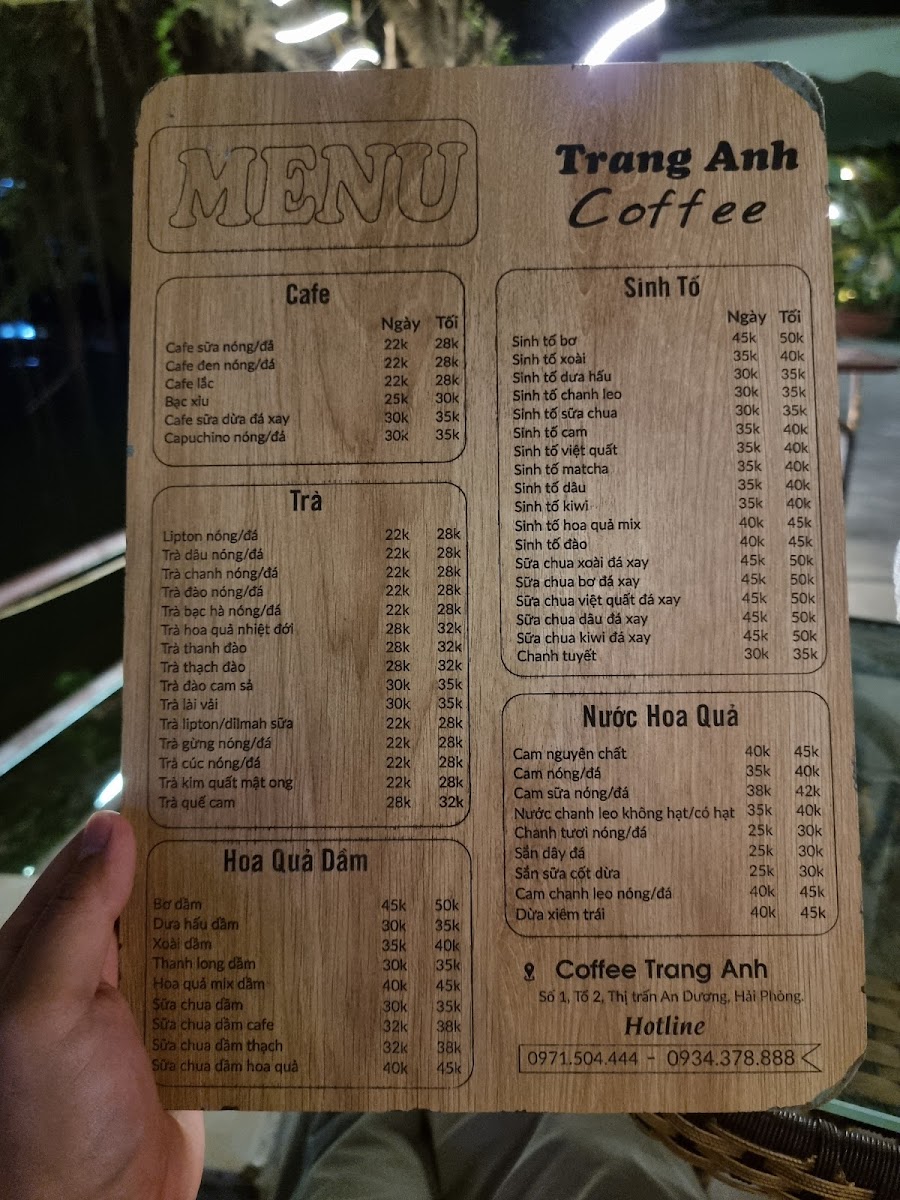 MENU
Trang Anh
Coffee
Cafe
Ngày Tối
Cafe sữa nóng/đá 22k 28k
Cafe đen nóng/đá 22k 28k
Cafe lắc 22k 28k
Bạc xỉu 25k 30k
Cafe sữa dừa đá xay 30k 35k
Capuchino nóng/đá 30k 35k
Trà
Lipton nóng/đá 22k 28k
Trà dâu nóng/đá 22k 28k
Trà chanh nóng/đá 22k 28k
Trà đào nóng/đá 22k 28k
Trà bạc hà nóng/đá 22k 28k
Trà hoa quả nhiệt đới 28k 32k
Trà thanh đào 28k 32k
Trà thạch đào 28k 32k
Trà đào cam sả 30k 35k
Trà lài vải 30k 35k
Trà lipton/dilmah sữa 22k 28k
Trà gừng nóng/đá 22k 28k
Trà cúc nóng/đá 22k 28k
Trà kim quất mật ong 22k 28k
Trà quế cam 28k 32k
Hoa Quả Dầm
Bơ dầm 45k 50k
Dưa hấu dầm 30k 35k
Xoài dầm 35k 40k
Thanh long dầm 30k 35k
Hoa quả mix dầm 40k 45k
Sữa chua dầm 30k 35k
Sữa chua dầm cafe 32k 38k
Sữa chua dầm thạch 32k 38k
Sữa chua dầm hoa quả 40k 45k
Sinh Tố
Ngày Tối
Sinh tố bơ 45k 50k
Sinh tố xoài 35k 40k
Sinh tố dưa hấu 30k 35k
Sinh tố chanh leo 30k 35k
Sinh tố sữa chua 30k 35k
Sinh tố cam 35k 40k
Sinh tố việt quất 35k 40k
Sinh tố matcha 35k 40k
Sinh tố dâu 35k 40k
Sinh tố kiwi 35k 40k
Sinh tố hoa quả mix 40k 45k
Sinh tố đào 40k 45k
Sữa chua xoài đá xay 45k 50k
Sữa chua bơ đá xay 45k 50k
Sữa chua việt quất đá xay 45k 50k
Sữa chua dâu đá xay 45k 50k
Sữa chua kiwi đá xay 45k 50k
Chanh tuyết 30k 35k
Nước Hoa Quả
Cam nguyên chất 40k 45k
Cam nóng/đá 35k 40k
Cam sữa nóng/đá 38k 42k
Nước chanh leo không hạt/có hạt 35k 40k
Chanh tươi nóng/đá 25k 30k
Sắn dây đá 25k 30k
Sắn sữa cốt dừa 25k 30k
Cam chanh leo nóng/đá 40k 45k
Dừa xiêm trái 40k 45k
Coffee Trang Anh
Số 1, Tổ 2, Thị trấn An Dương, Hải Phòng.
Hotline
0971.504.444 - 0934.378.888